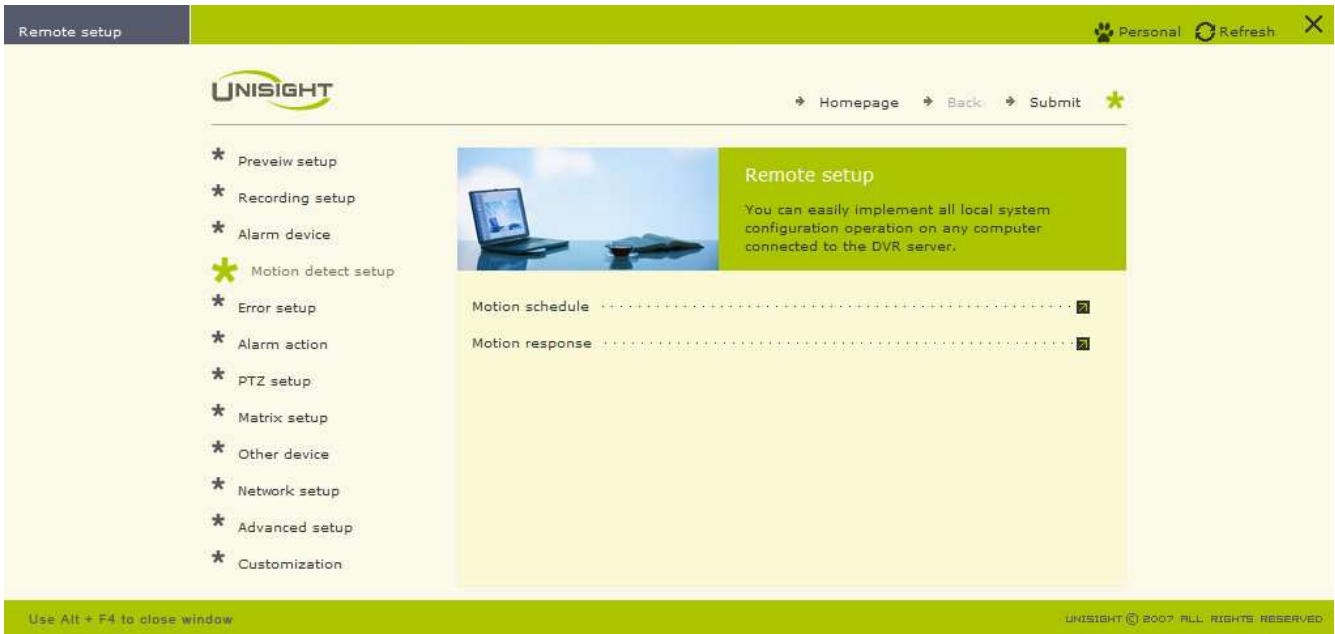 Remote setup
Personal
Refresh
UNISIGHT
Homepage
Back
Submit
Preveiw setup
Recording setup
Alarm device
Motion detect setup
Error setup
Alarm action
PTZ setup
Matrix setup
Other device
Network setup
Advanced setup
Customization
Remote setup
You can easily implement all local system
configuration operation on any computer
connected to the DVR server.
Motion schedule
Motion response
Use Alt + F4 to close window
UNISIGHT © 2007 ALL RIGHTS RESERVED